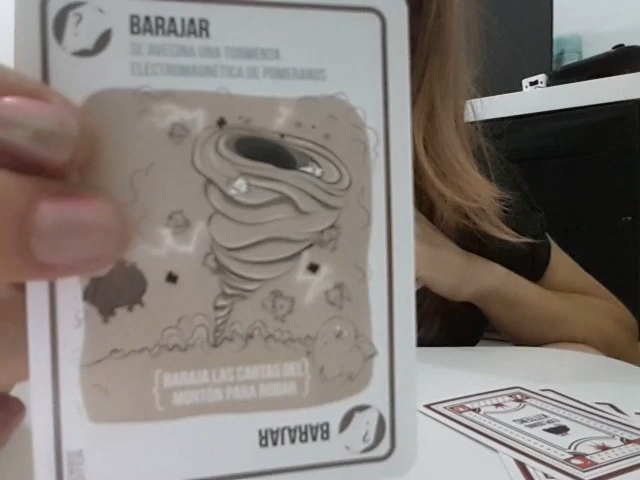 BARAJAR
SE AVECINA UNA TORMENTA
ELECTROMAGNÉTICA DE POMERANOS
BARAJA LAS CARTAS DEL
MONTÓN PARA ROBAR
BARAJAR